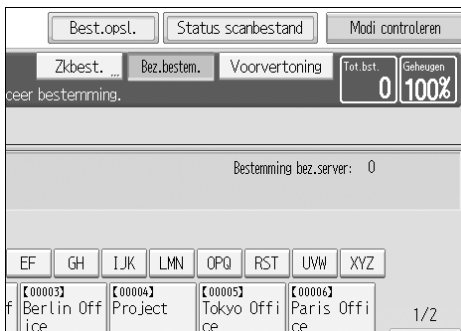 Best.opsl. Status scanbestand Modi controleren
Zkbest. ... Bez.bestem. Voorvertoning Tot.bst. Geheugen
ceer bestemming. 0 100%
Bestemming bez.server: 0
EF GH IJK LMN OPQ RST UVW XYZ
【00003】 【00004】 【00005】 【00006】
f Berlin Off Project Tokyo Offi Paris Offi 1/2
ice ce ce